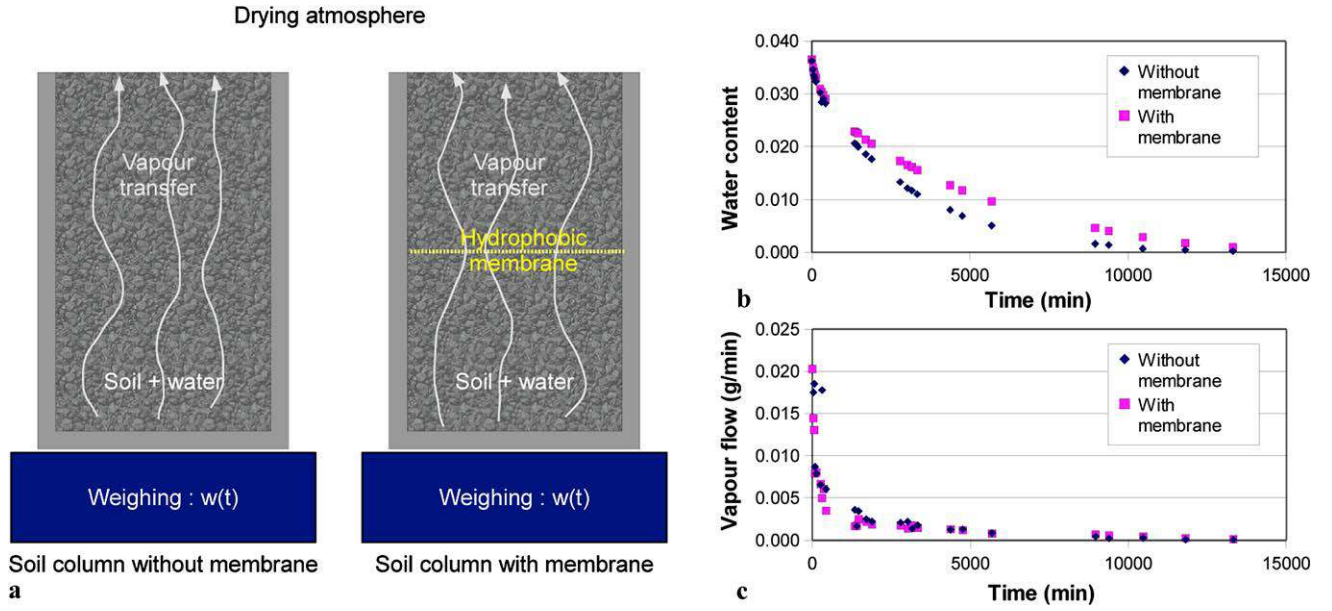 Drying atmosphere
Vapour
transfer
Soil + water
Weighing : w(t)
Soil column without membrane
Vapour
transfer
Hydrophobic
membrane
Soil + water
Weighing : w(t)
Soil column with membrane
a
0.040
0.030
0.020
0.010
0.000
Water content
0
5000
10000
15000
Time (min)
Without
membrane
With
membrane
b
0.025
0.020
0.015
0.010
0.005
0.000
Vapour flow (g/min)
0
5000
10000
15000
Time (min)
Without
membrane
With
membrane
c